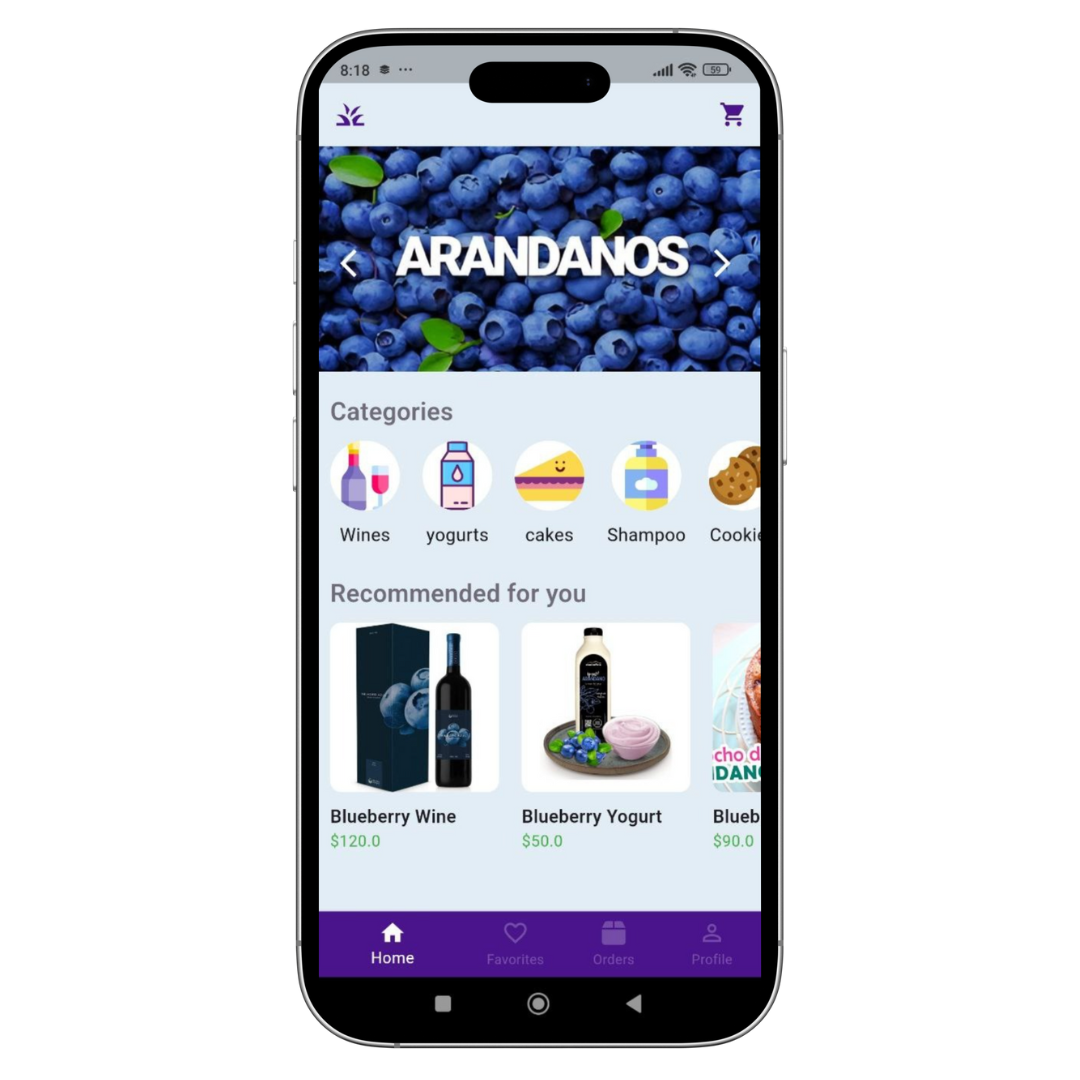 8:18
59
ARANDANOS
Categories
Wines
yogurts
cakes
Shampoo
Cookie
Recommended for you
cho d
DANO
Blueberry Wine
Blueberry Yogurt
Blueb
$120.0
$50.0
$90.0
Home
Favorites
Orders
Profile